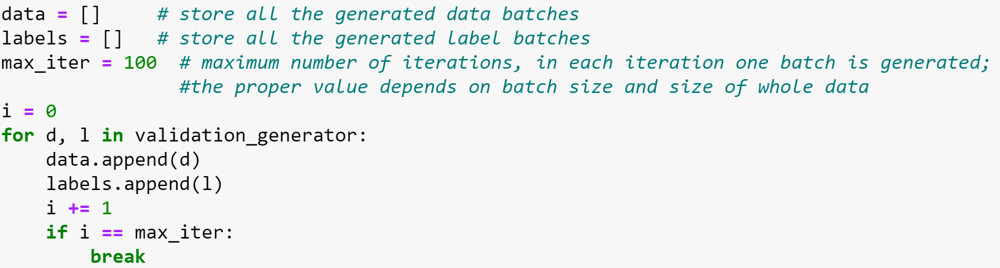 data = []     # store all the generated data batches
labels = []   # store all the generated label batches
max_iter = 100  # maximum number of iterations, in each iteration one batch is generated;
                #the proper value depends on batch size and size of whole data
i = 0
for d, l in validation_generator:
    data.append(d)
    labels.append(l)
    i += 1
    if i == max_iter:
        break